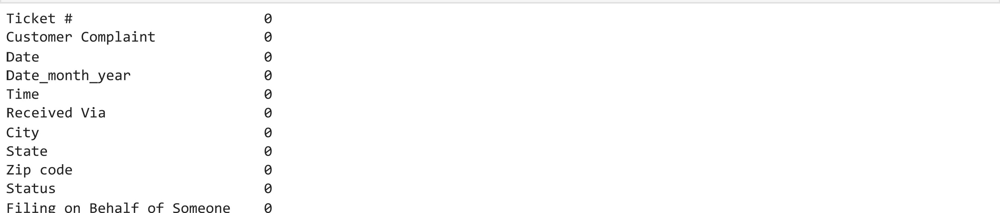 Ticket # 0
Customer Complaint 0
Date 0
Date_month_year 0
Time 0
Received Via 0
City 0
State 0
Zip code 0
Status 0
Filing on Behalf of Someone 0